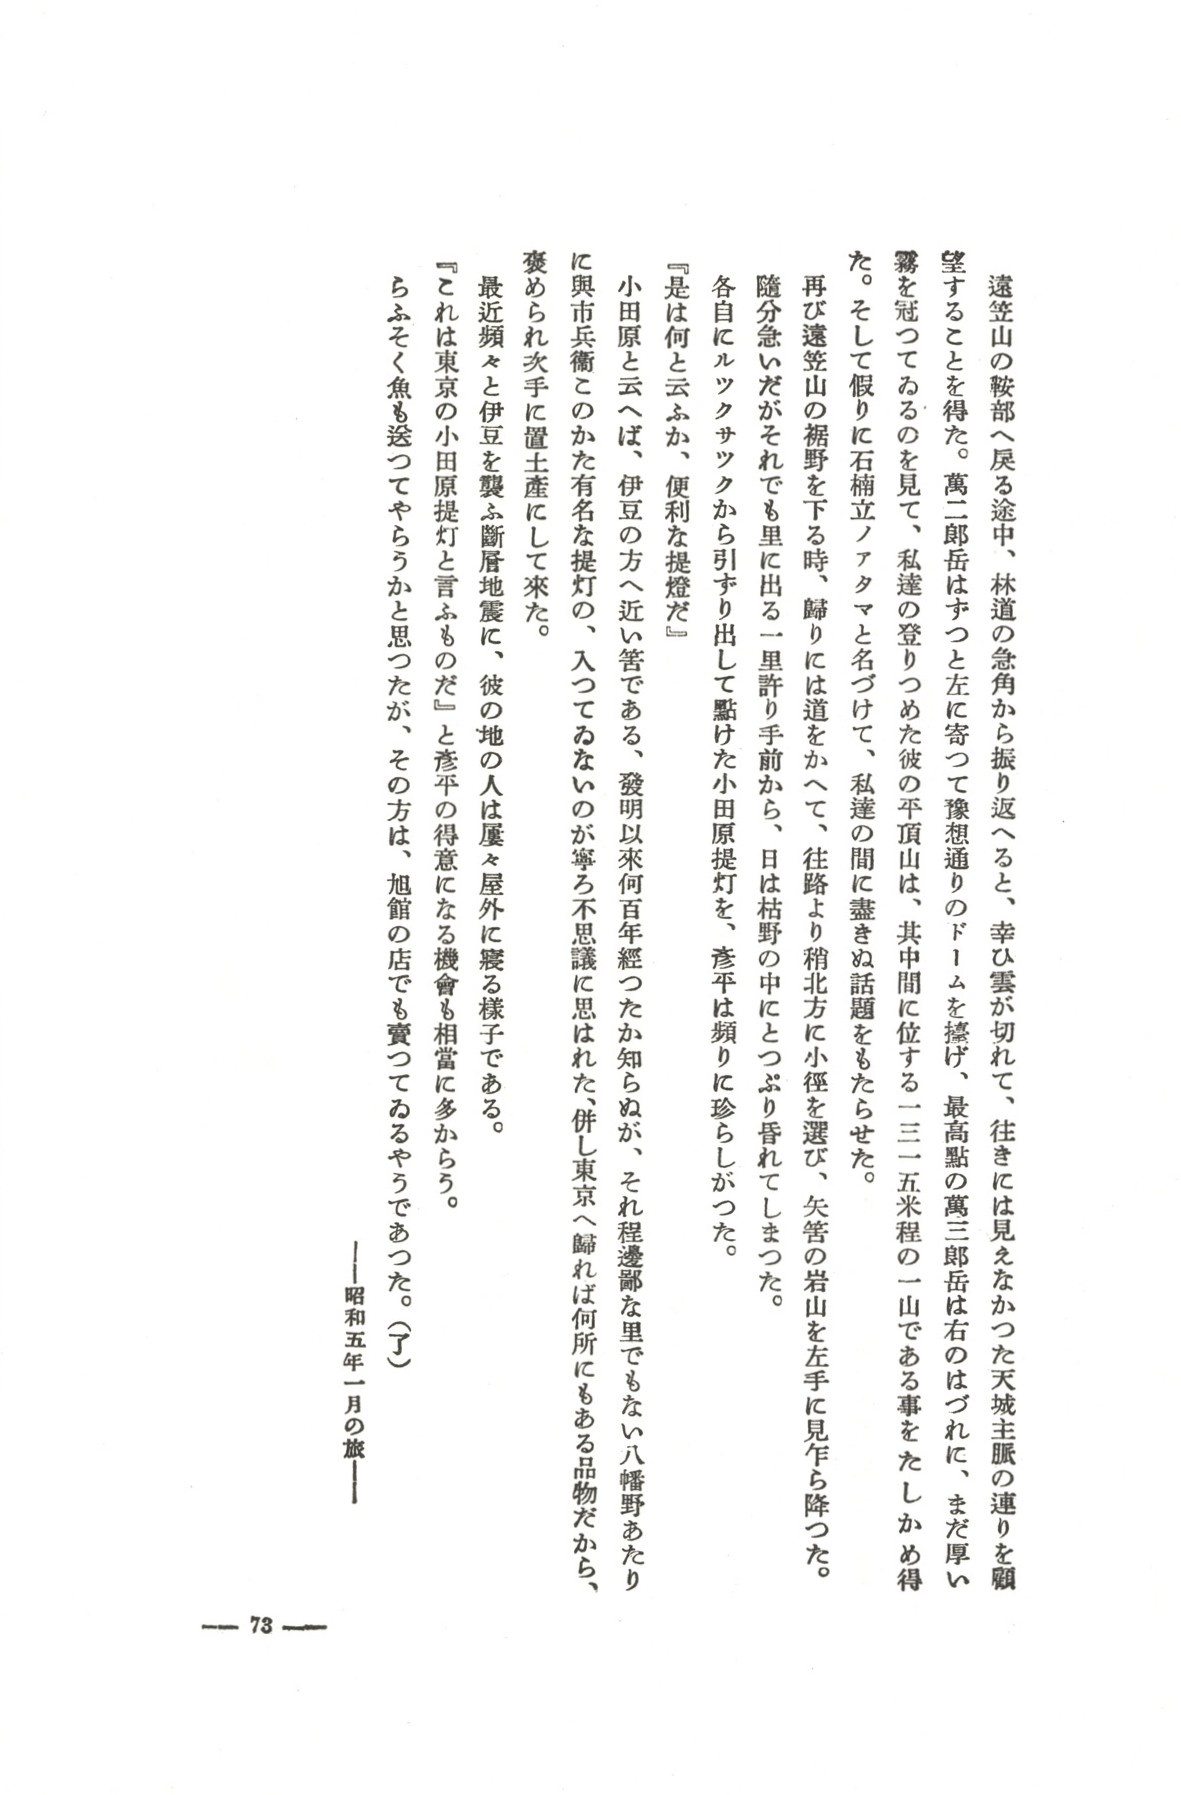 遠笠山の鞍部へ戻る途中、林道の急角から振り返へると、幸ひ雲が切れて、往きには見えなかつた天城主脈の連りを顧
望することを得た。萬二郎岳はずつと左に寄つて豫想通りのドームを擡げ、最高點の萬三郎岳は右のはづれに、まだ厚い
霧を冠つてゐるのを見て、私達の登りつめた彼の平頂山は、其中間に位する一三一五米程の一山である事をたしかめ得
た。そして假りに石楠立ノアタマと名づけて、私達の間に盡きぬ話題をもたらせた。
再び遠笠山の裾野を下る時、歸りには道をかへて、往路より稍北方に小徑を選び、矢筈の岩山を左手に見乍ら降つた。
隨分急いだがそれでも里に出る一里許り手前から、日は枯野の中にとつぷり昏れてしまつた。
各自にルツクサツクから引ずり出して點けた小田原提灯を、彥平は頻りに珍らしがつた。
『是は何と云ふか、便利な提燈だ』
小田原と云へば、伊豆の方へ近い筈である、發明以來何百年經つたか知らぬが、それ程邊鄙な里でもない八幡野あたり
に與市兵衞このかた有名な提灯の、入つてゐないのが寧ろ不思議に思はれた、併し東京へ歸れば何所にもある品物だから、
褒められ次手に置土產にして來た。
最近頻々と伊豆を襲ふ斷層地震に、彼の地の人は屢々屋外に寢る樣子である。
『これは東京の小田原提灯と言ふものだ』と彥平の得意になる機會も相當に多からう。
らふそく魚も送つてやらうかと思つたが、その方は、旭館の店でも賣つてゐるやうであつた。（了）
――昭和五年一月の旅――
― 73 ―